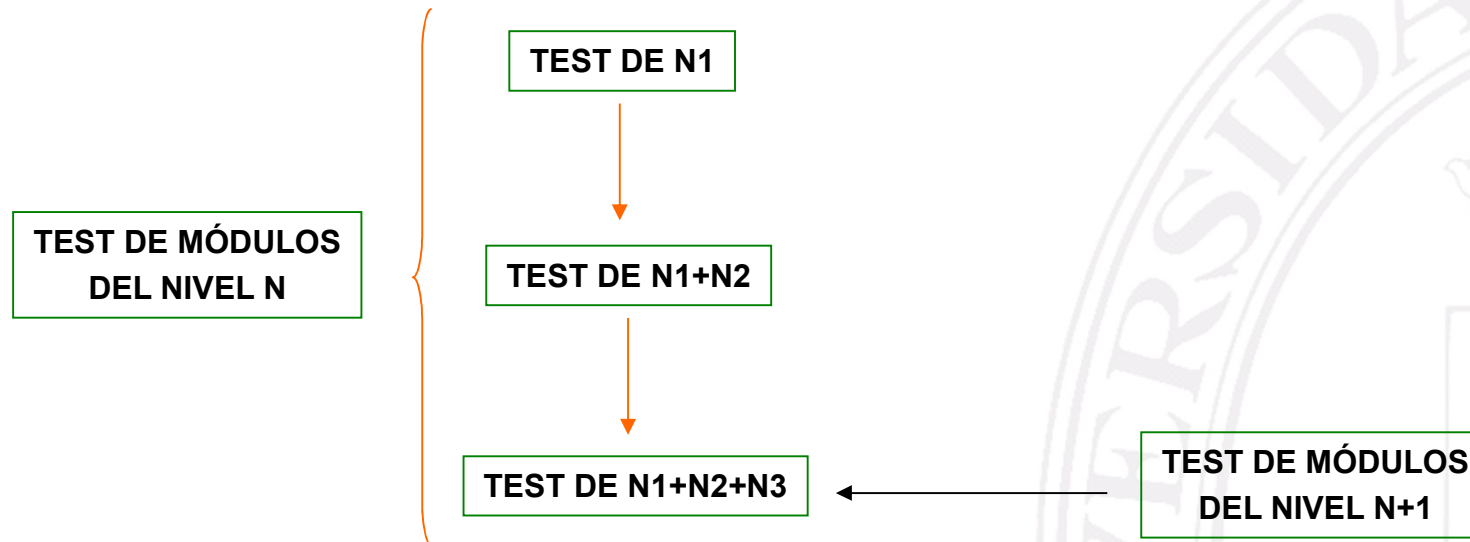 TEST DE N1
TEST DE MÓDULOS
DEL NIVEL N
TEST DE N1+N2
TEST DE N1+N2+N3
TEST DE MÓDULOS
DEL NIVEL N+1